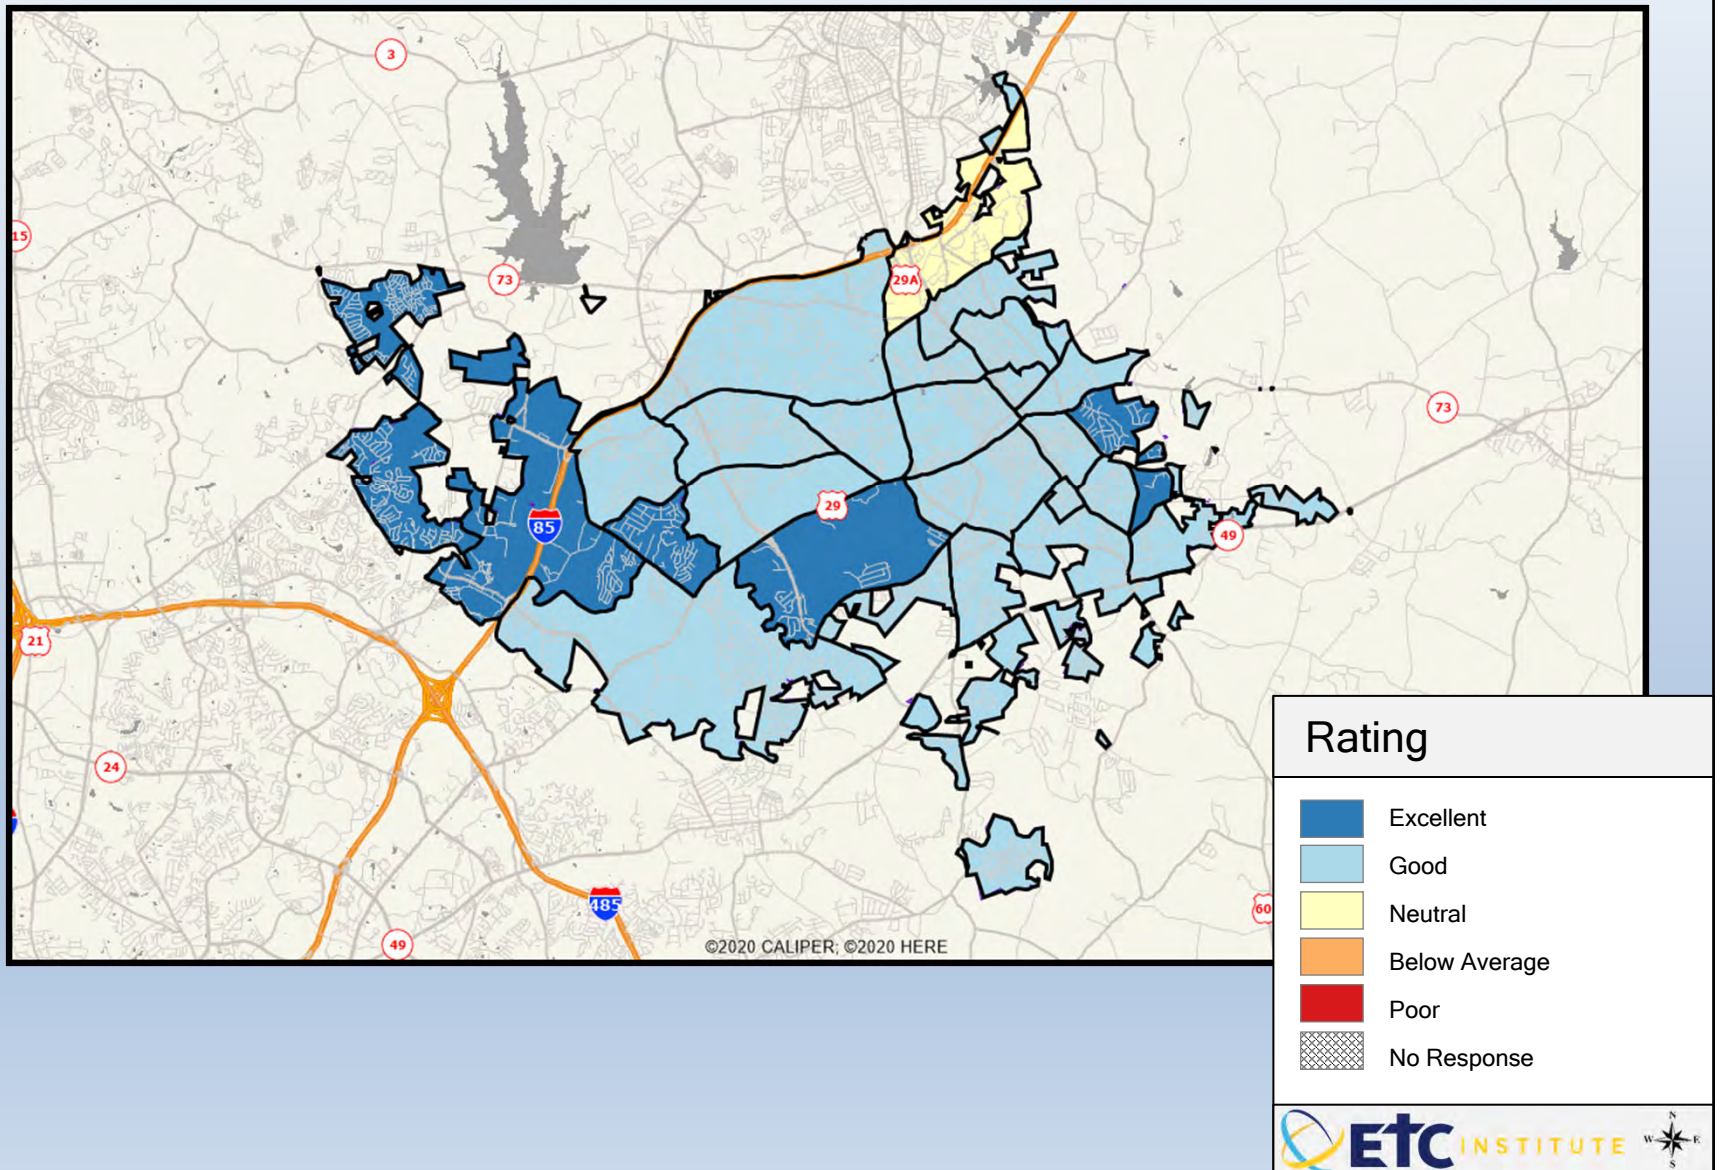 3
15
73
29A
73
29
85
49
21
24
485
49
60
©2020 CALIPER; ©2020 HERE
Rating
Excellent
Good
Neutral
Below Average
Poor
No Response
ETC INSTITUTE
N
W E
S